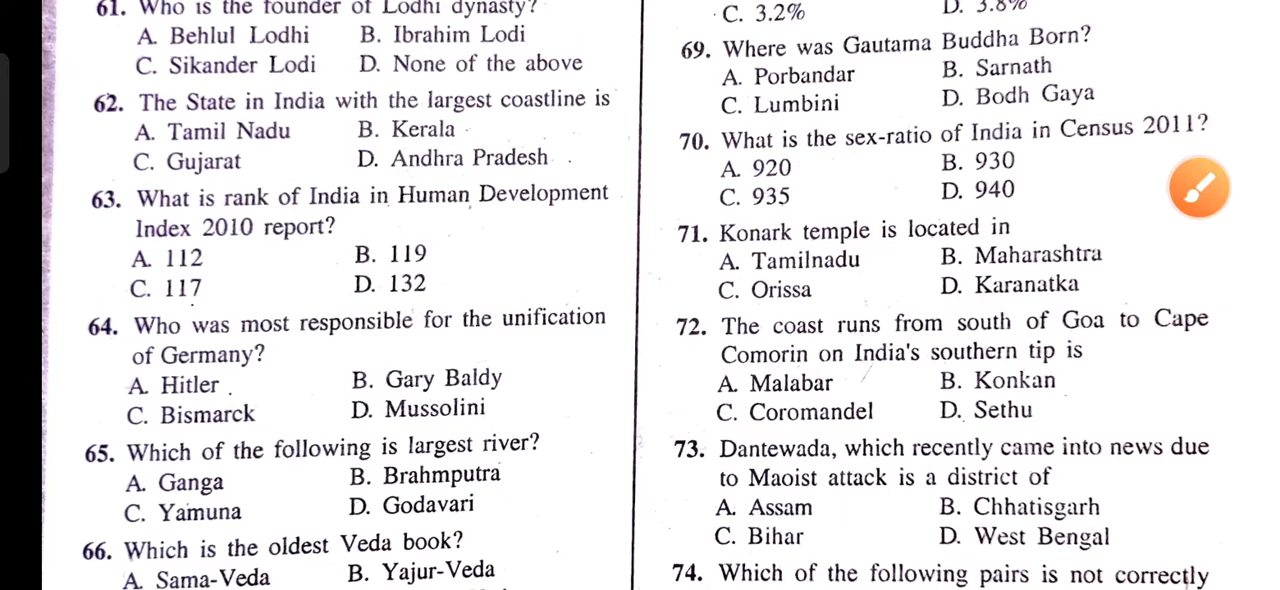 61. Who is the founder of Lodhi dynasty?
A. Behlul Lodhi B. Ibrahim Lodi
C. Sikander Lodi D. None of the above
62. The State in India with the largest coastline is
A. Tamil Nadu B. Kerala
C. Gujarat D. Andhra Pradesh
63. What is rank of India in Human Development
Index 2010 report?
A. 112 B. 119
C. 117 D. 132
64. Who was most responsible for the unification
of Germany?
A. Hitler B. Gary Baldy
C. Bismarck D. Mussolini
65. Which of the following is largest river?
A. Ganga B. Brahmputra
C. Yamuna D. Godavari
66. Which is the oldest Veda book?
A. Sama-Veda B. Yajur-Veda
C. 3.2% D. 3.8%
69. Where was Gautama Buddha Born?
A. Porbandar B. Sarnath
C. Lumbini D. Bodh Gaya
70. What is the sex-ratio of India in Census 2011?
A. 920 B. 930
C. 935 D. 940
71. Konark temple is located in
A. Tamilnadu B. Maharashtra
C. Orissa D. Karanatka
72. The coast runs from south of Goa to Cape
Comorin on India's southern tip is
A. Malabar B. Konkan
C. Coromandel D. Sethu
73. Dantewada, which recently came into news due
to Maoist attack is a district of
A. Assam B. Chhatisgarh
C. Bihar D. West Bengal
74. Which of the following pairs is not correctly